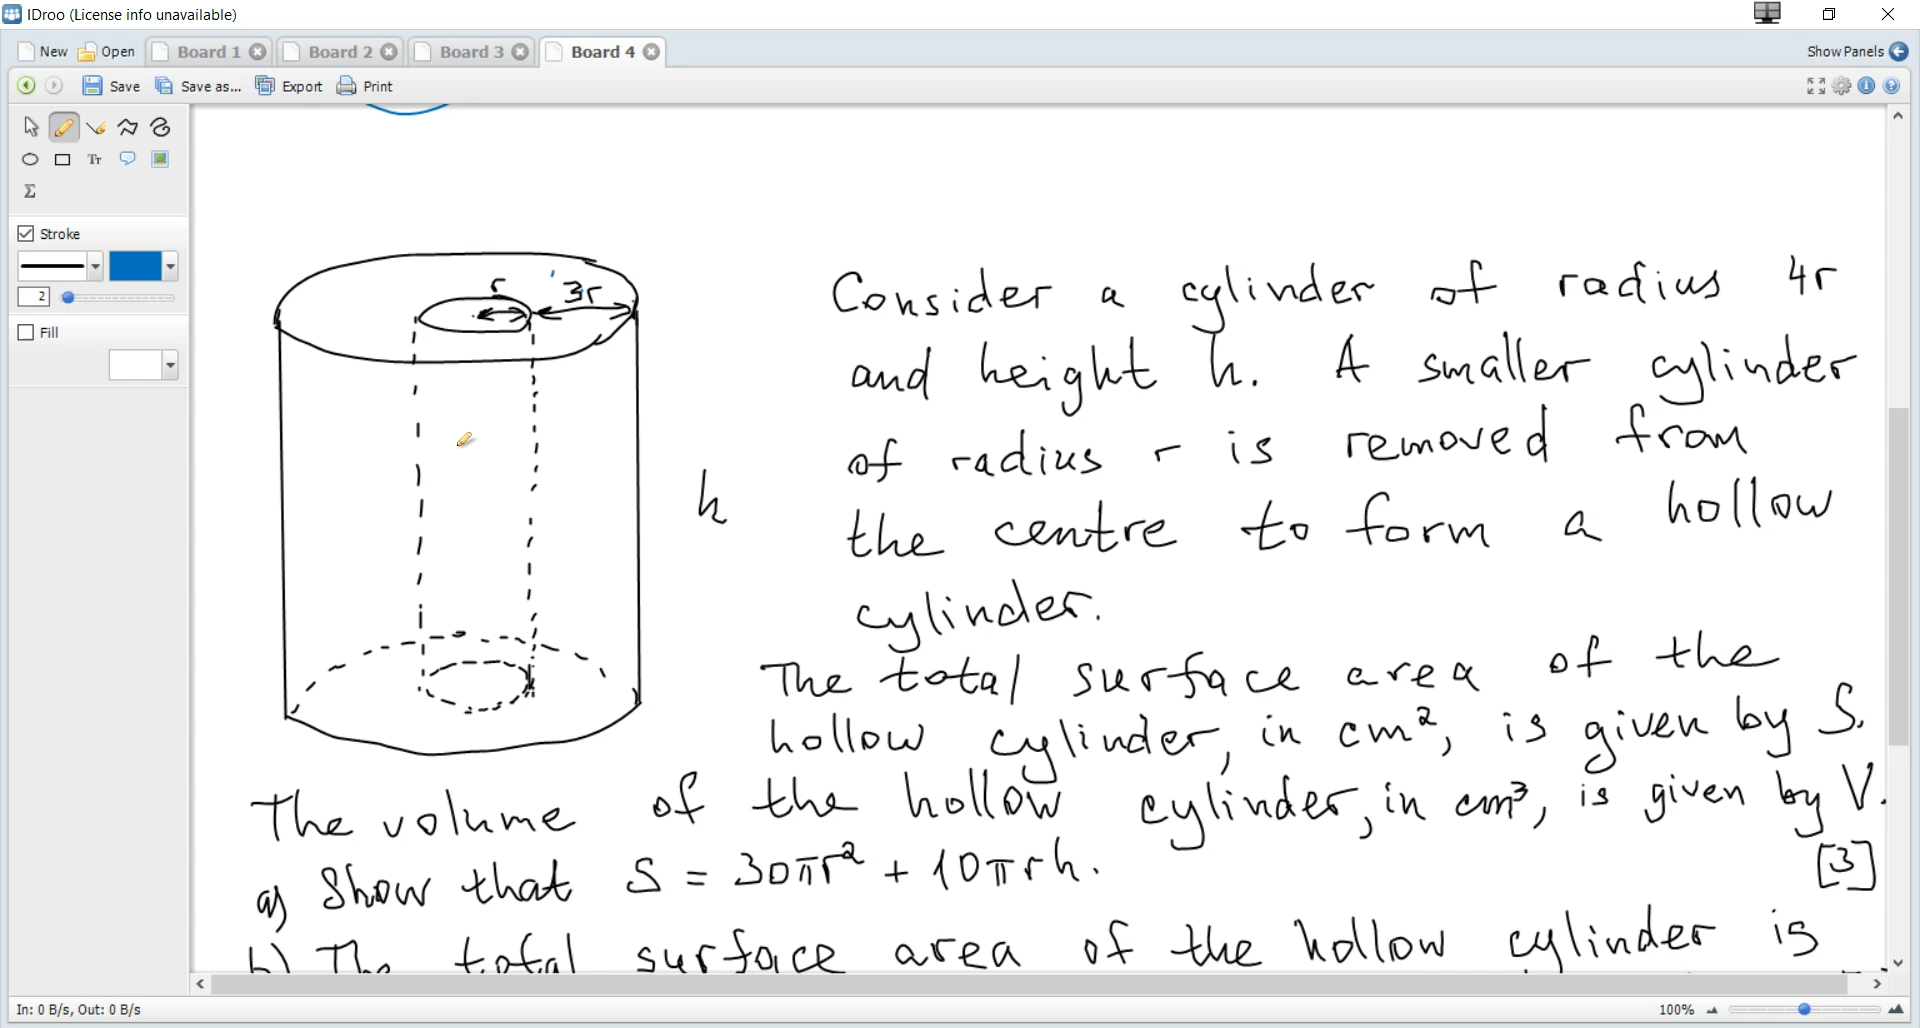 IDroo (License info unavailable)
New Open Board 1 Board 2 Board 3 Board 4 Show Panels
Save Save as... Export Print
Tr
Σ
Stroke
2
Fill
r 3r
h
Consider a cylinder of radius 4r
and height h. A smaller cylinder
of radius r is removed from
the centre to form a hollow
cylinder.
The total surface area of the
hollow cylinder, in cm², is given by S.
The volume of the hollow cylinder, in cm³, is given by V.
a) Show that S = 30πr² + 10πrh. [3]
b) The total surface area of the hollow cylinder is
In: 0 B/s, Out: 0 B/s 100%